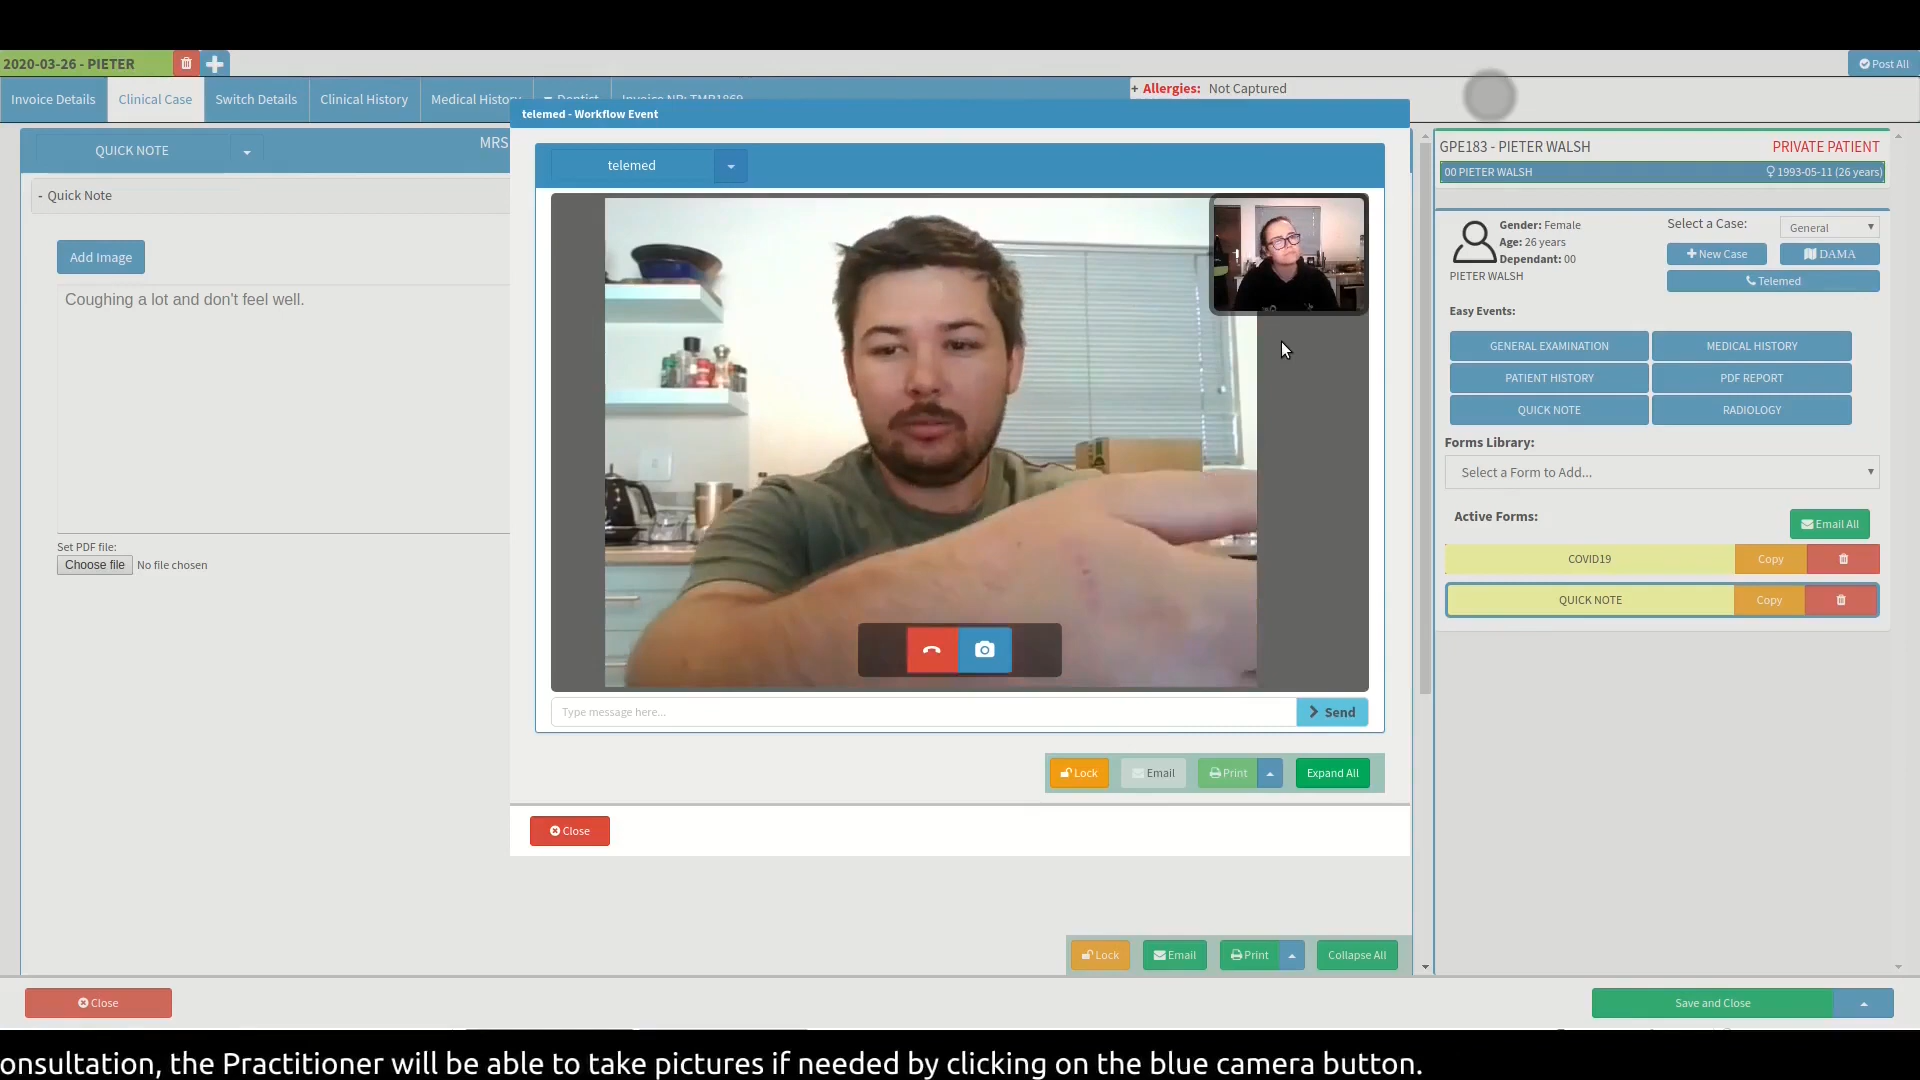 2020-03-26 - PIETER
Post All
Invoice Details
Clinical Case
Switch Details
Clinical History
Medical History
Dentist
Invoice NR: TMP1869
+ Allergies: Not Captured
telemed - Workflow Event
QUICK NOTE
MRS
telemed
- Quick Note
Add Image
Coughing a lot and don't feel well.
Set PDF file:
Choose file No file chosen
Type message here...
Send
Lock
Email
Print
Expand All
Close
Lock
Email
Print
Collapse All
GPE183 - PIETER WALSH
PRIVATE PATIENT
00 PIETER WALSH
1993-05-11 (26 years)
Gender: Female
Age: 26 years
Dependant: 00
PIETER WALSH
Select a Case:
General
New Case
DAMA
Telemed
Easy Events:
GENERAL EXAMINATION
MEDICAL HISTORY
PATIENT HISTORY
PDF REPORT
QUICK NOTE
RADIOLOGY
Forms Library:
Select a Form to Add...
Active Forms:
Email All
COVID19
Copy
QUICK NOTE
Copy
Close
Save and Close
onsultation, the Practitioner will be able to take pictures if needed by clicking on the blue camera button.